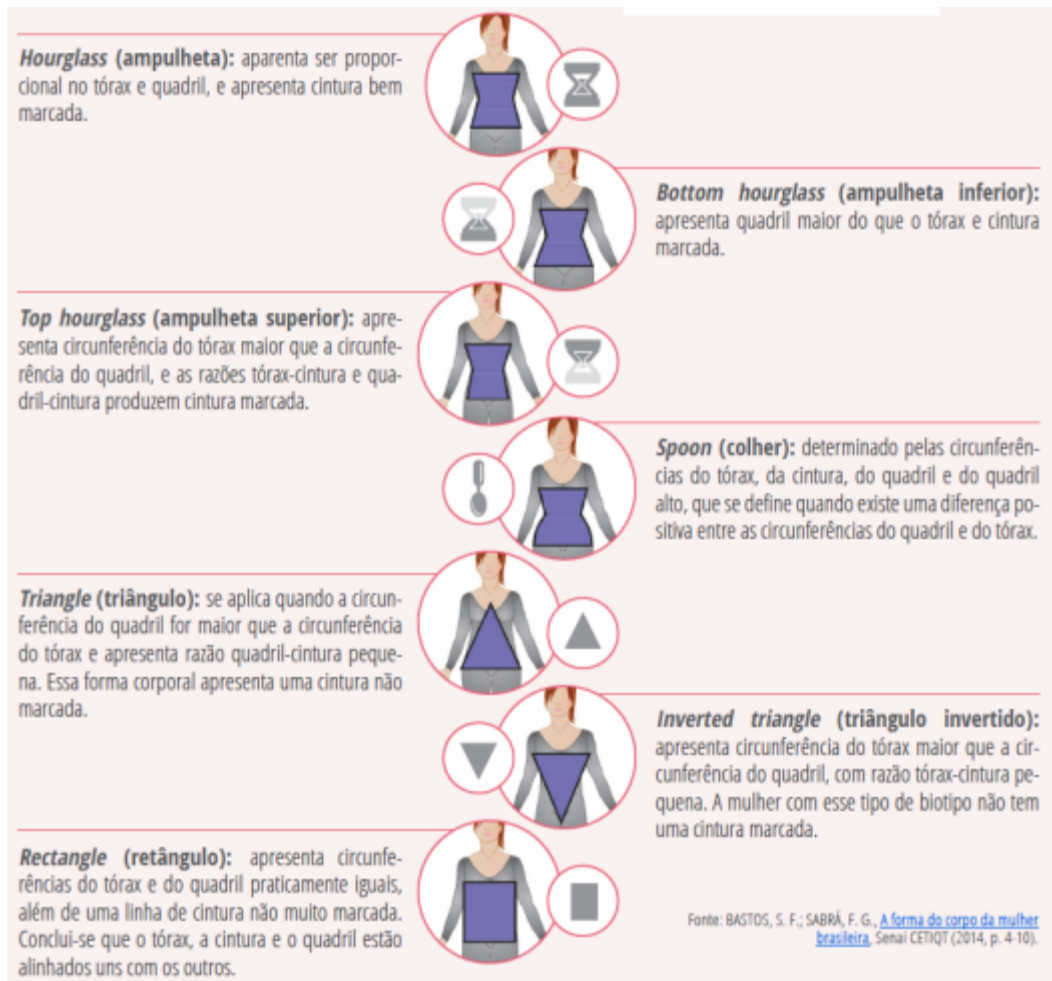 Hourglass (ampulheta): aparenta ser propor-
cional no tórax e quadril, e apresenta cintura bem
marcada.
Bottom hourglass (ampulheta inferior):
apresenta quadril maior do que o tórax e cintura
marcada.
Top hourglass (ampulheta superior): apre-
senta circunferência do tórax maior que a circunfe-
rência do quadril, e as razões tórax-cintura e qua-
dril-cintura produzem cintura marcada.
Spoon (colher): determinado pelas circunferên-
cias do tórax, da cintura, do quadril e do quadril
alto, que se define quando existe uma diferença po-
sitiva entre as circunferências do quadril e do tórax.
Triangle (triângulo): se aplica quando a circun-
ferência do quadril for maior que a circunferência
do tórax e apresenta razão quadril-cintura peque-
na. Essa forma corporal apresenta uma cintura não
marcada.
Inverted triangle (triângulo invertido):
apresenta circunferência do tórax maior que a cir-
cunferência do quadril, com razão tórax-cintura pe-
quena. A mulher com esse tipo de biotipo não tem
uma cintura marcada.
Rectangle (retângulo): apresenta circunfe-
rências do tórax e do quadril praticamente iguais,
além de uma linha de cintura não muito marcada.
Conclui-se que o tórax, a cintura e o quadril estão
alinhados uns com os outros.
Fonte: BASTOS, S. F.; SABRÁ, F. G., A forma do corpo da mulher
brasileira, Senai CETIQT (2014, p. 4-10).